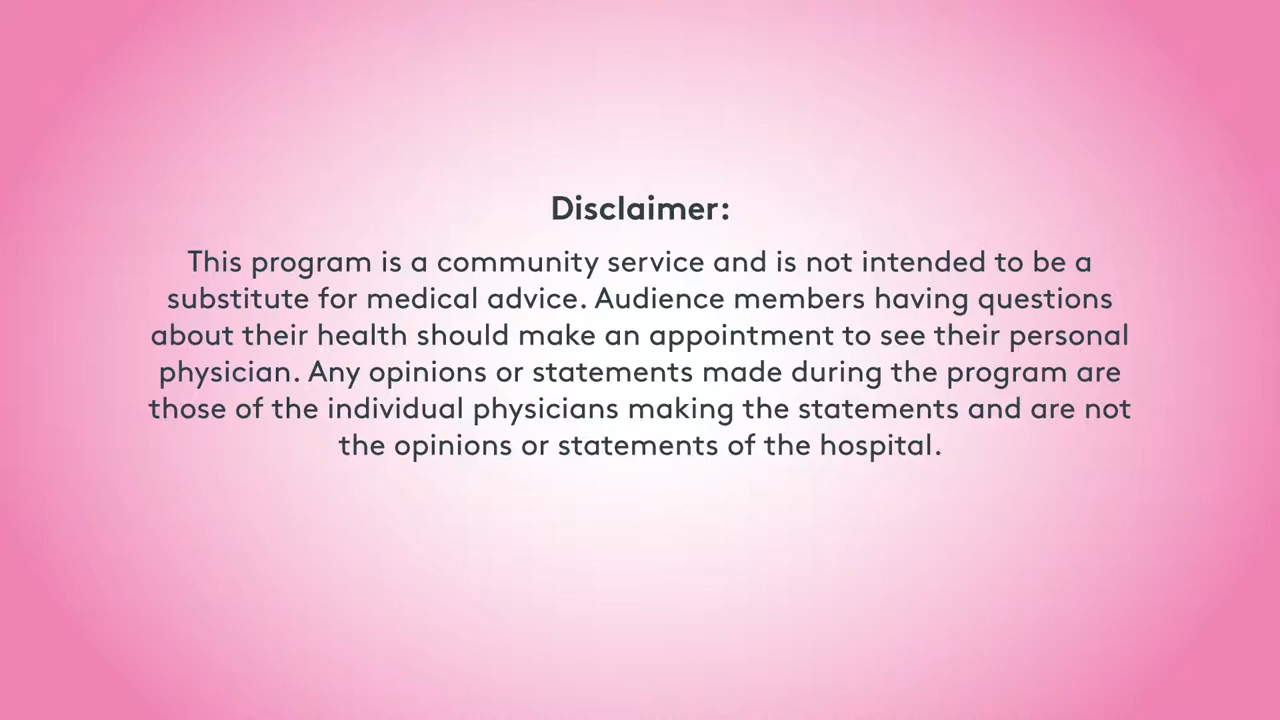 Disclaimer:
This program is a community service and is not intended to be a
substitute for medical advice. Audience members having questions
about their health should make an appointment to see their personal
physician. Any opinions or statements made during the program are
those of the individual physicians making the statements and are not
the opinions or statements of the hospital.